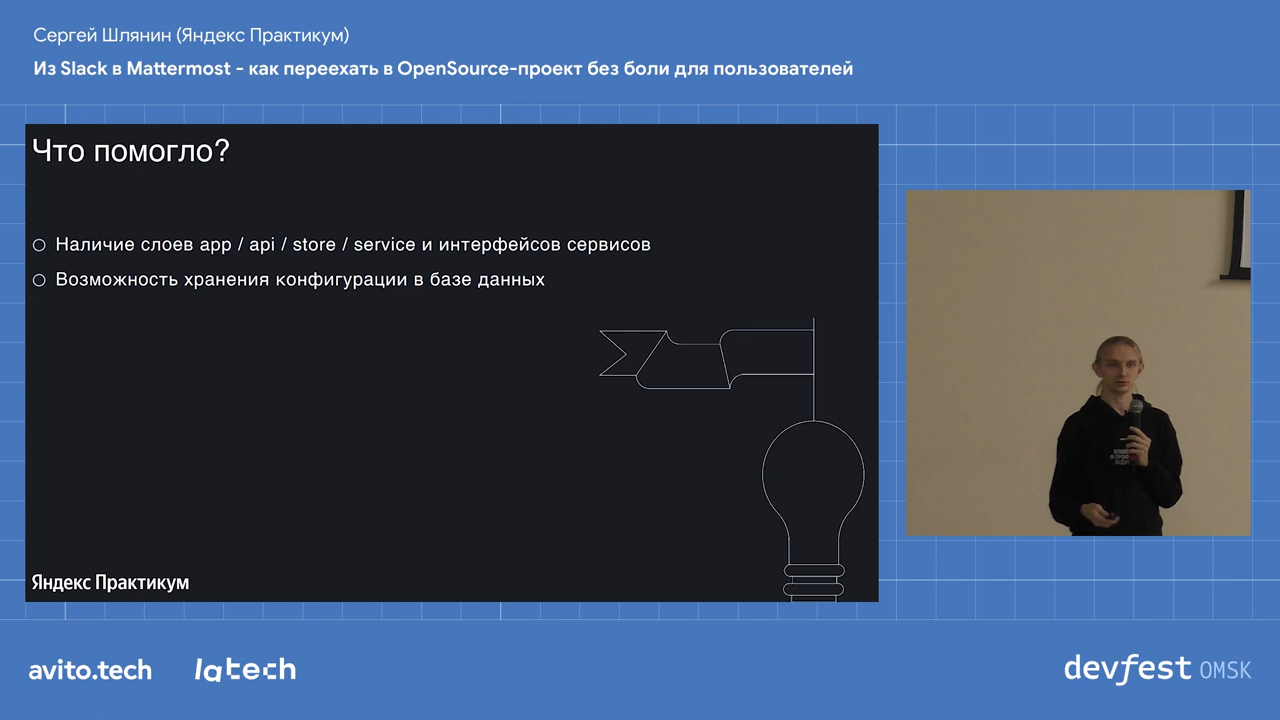 Сергей Шлянин (Яндекс Практикум)
Из Slack в Mattermost - как переехать в OpenSource-проект без боли для пользователей
Что помогло?
Наличие слоев app / api / store / service и интерфейсов сервисов
Возможность хранения конфигурации в базе данных
Яндекс Практикум
avito.tech
latech
devfest OMSK